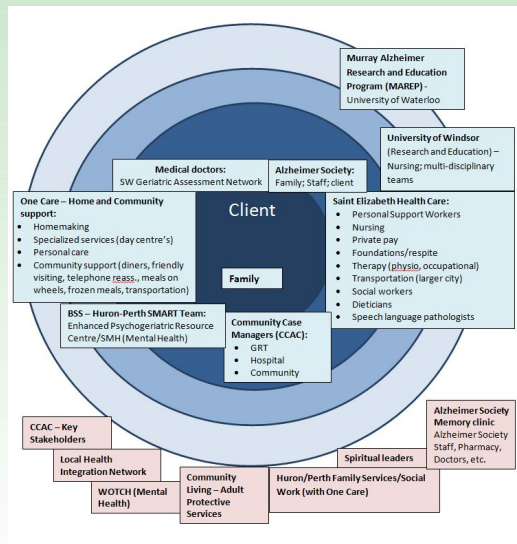 Murray Alzheimer
Research and Education
Program (MAREP) -
University of Waterloo
University of Windsor
(Research and Education) –
Nursing; multi-disciplinary
teams
Medical doctors:
SW Geriatric Assessment Network
Alzheimer Society:
Family; Staff; client
One Care – Home and Community
support:
• Homemaking
• Specialized services (day centre's)
• Personal care
• Community support (diners, friendly
visiting, telephone reass., meals on
wheels, frozen meals, transportation)
Client
Family
Saint Elizabeth Health Care:
• Personal Support Workers
• Nursing
• Private pay
• Foundations/respite
• Therapy (physio, occupational)
• Transportation (larger city)
• Social workers
• Dieticians
• Speech language pathologists
BSS – Huron-Perth SMART Team:
Enhanced Psychogeriatric Resource
Centre/SMH (Mental Health)
Community Case
Managers (CCAC):
• GRT
• Hospital
• Community
CCAC – Key
Stakeholders
Local Health
Integration Network
WOTCH (Mental
Health)
Community
Living – Adult
Protective
Services
Huron/Perth Family Services/Social
Work (with One Care)
Spiritual leaders
Alzheimer Society
Memory clinic
Alzheimer Society
Staff, Pharmacy,
Doctors, etc.